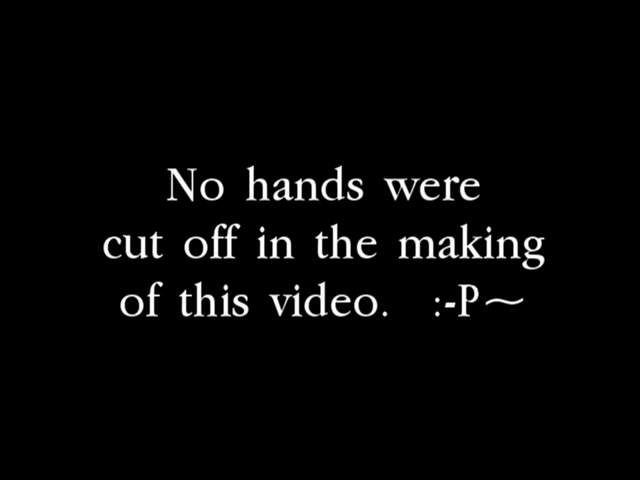 No hands were
cut off in the making
of this video. :-P~